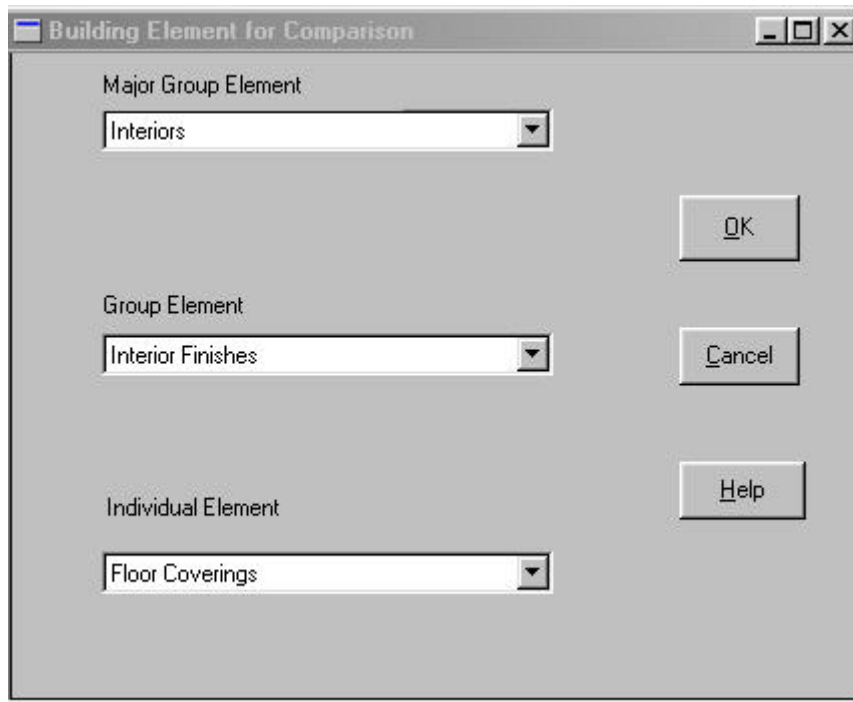 Building Element for Comparison
Major Group Element
Interiors
OK
Group Element
Interior Finishes
Cancel
Help
Individual Element
Floor Coverings